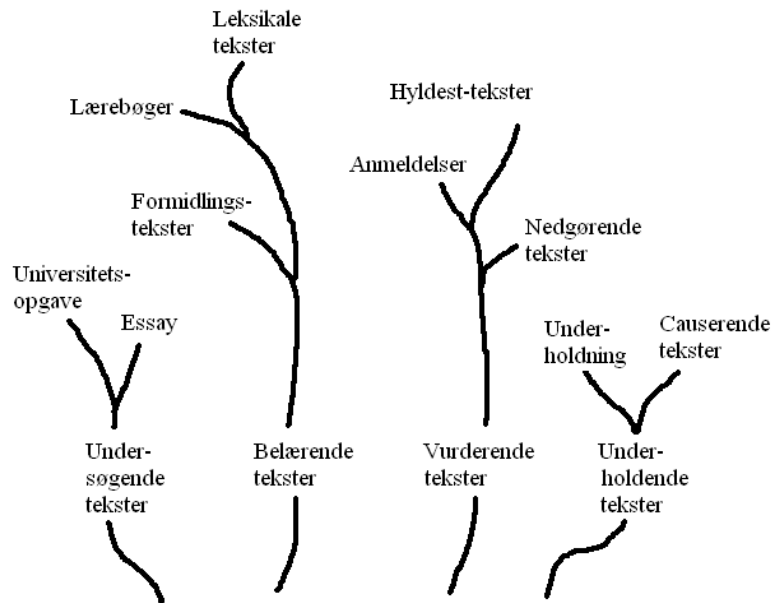 Leksikale
tekster
Lærebøger
Hyldest-tekster
Anmeldelser
Formidlings-
tekster
Nedgørende
tekster
Universitets-
opgave
Essay
Under-
holdning
Causerende
tekster
Under-
søgende
tekster
Belærende
tekster
Vurderende
tekster
Under-
holdende
tekster